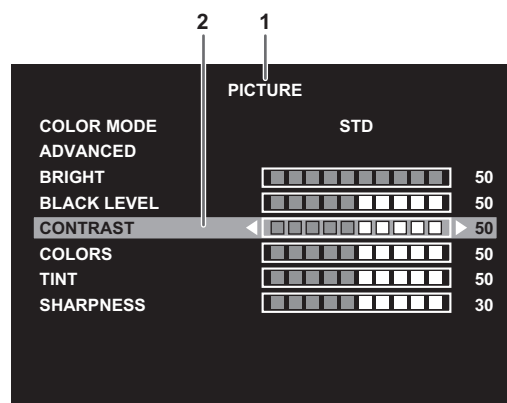 2 1
PICTURE
COLOR MODE STD
ADVANCED
BRIGHT 50
BLACK LEVEL 50
CONTRAST 50
COLORS 50
TINT 50
SHARPNESS 30